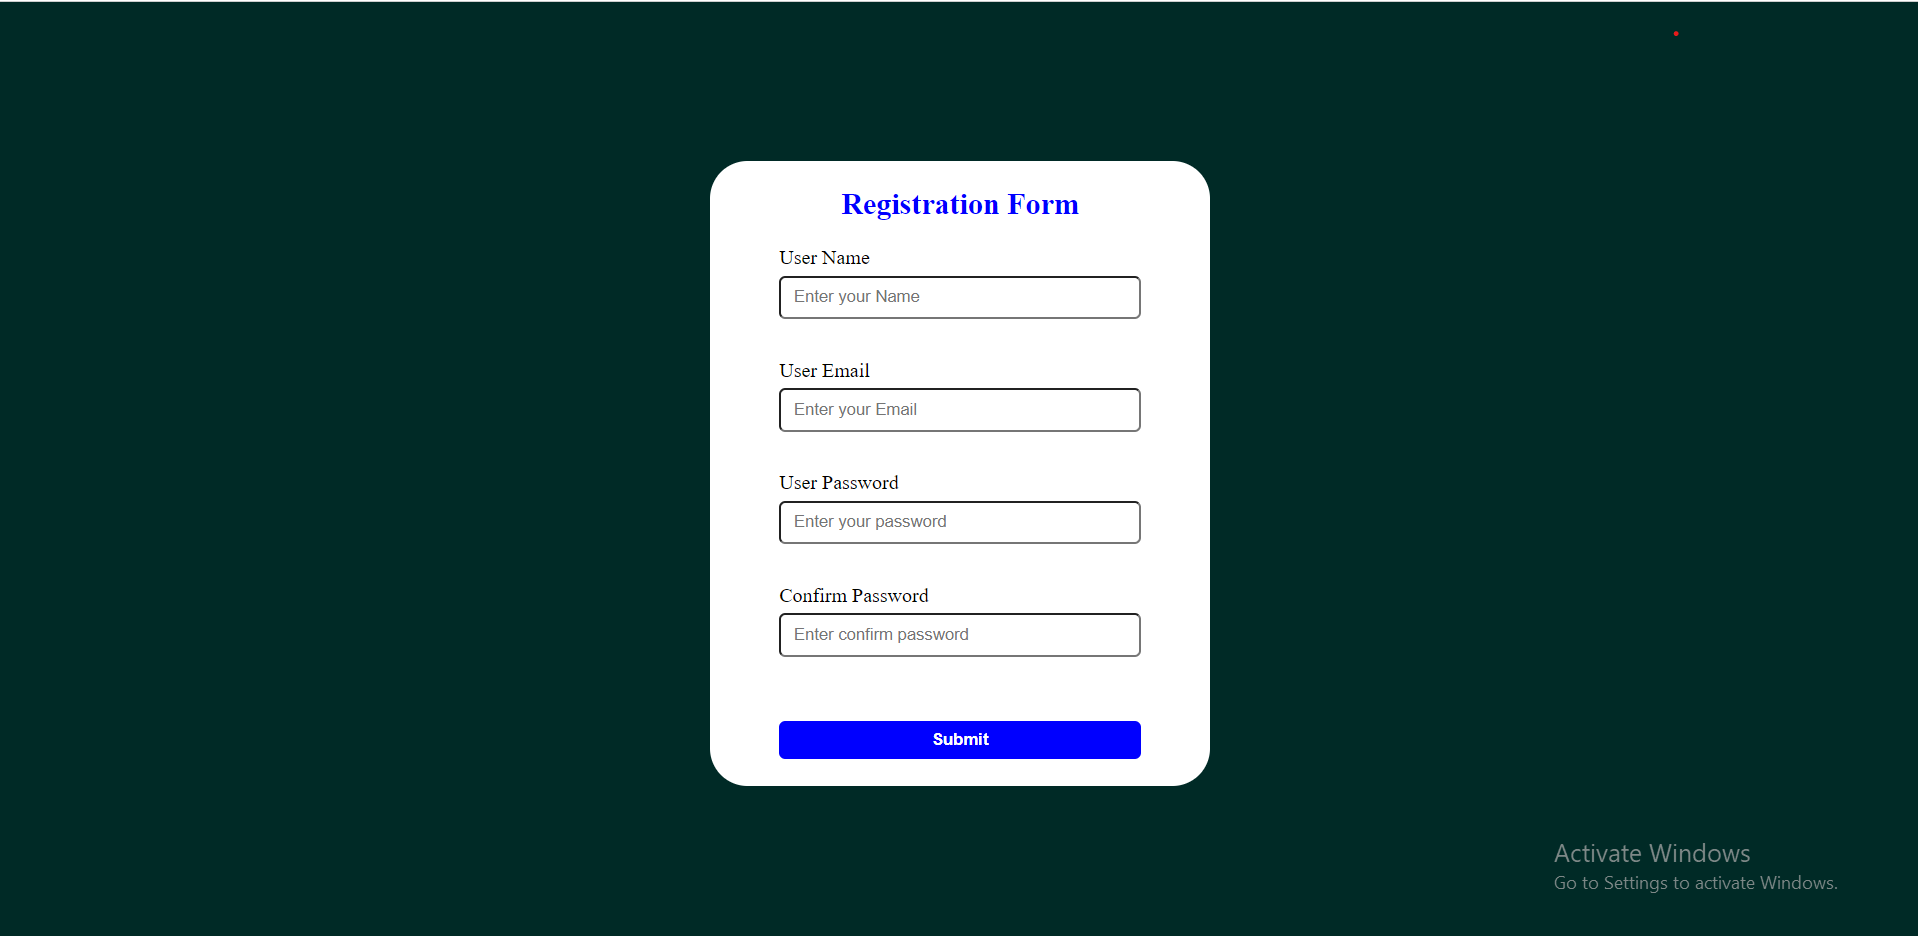 Registration Form
User Name
Enter your Name
User Email
Enter your Email
User Password
Enter your password
Confirm Password
Enter confirm password
Submit
Activate Windows
Go to Settings to activate Windows.